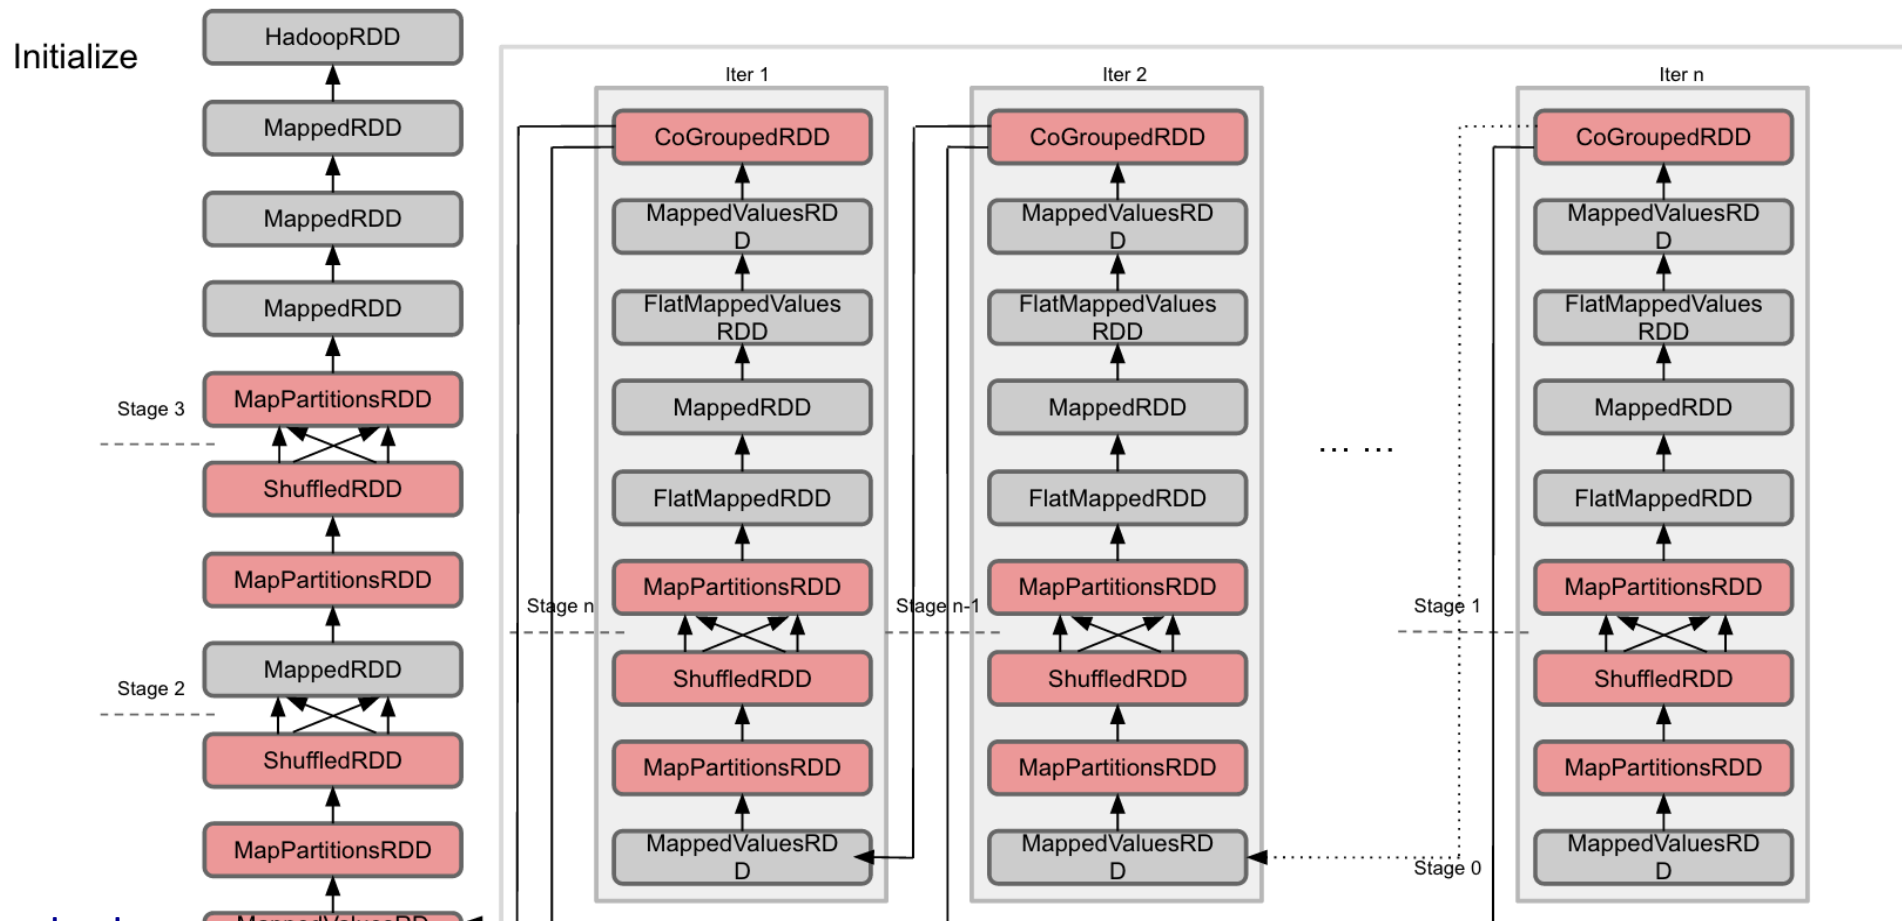 Initialize
HadoopRDD
MappedRDD
MappedRDD
MappedRDD
Stage 3
MapPartitionsRDD
ShuffledRDD
MapPartitionsRDD
MappedRDD
Stage 2
ShuffledRDD
MapPartitionsRDD
MappedValuesRD
Iter 1
CoGroupedRDD
MappedValuesRD
D
FlatMappedValues
RDD
MappedRDD
FlatMappedRDD
MapPartitionsRDD
Stage n
ShuffledRDD
MapPartitionsRDD
MappedValuesRD
D
Iter 2
CoGroupedRDD
MappedValuesRD
D
FlatMappedValues
RDD
MappedRDD
FlatMappedRDD
MapPartitionsRDD
Stage n-1
ShuffledRDD
MapPartitionsRDD
MappedValuesRD
D
... ...
Iter n
CoGroupedRDD
MappedValuesRD
D
FlatMappedValues
RDD
MappedRDD
FlatMappedRDD
MapPartitionsRDD
Stage 1
ShuffledRDD
MapPartitionsRDD
MappedValuesRD
D
Stage 0